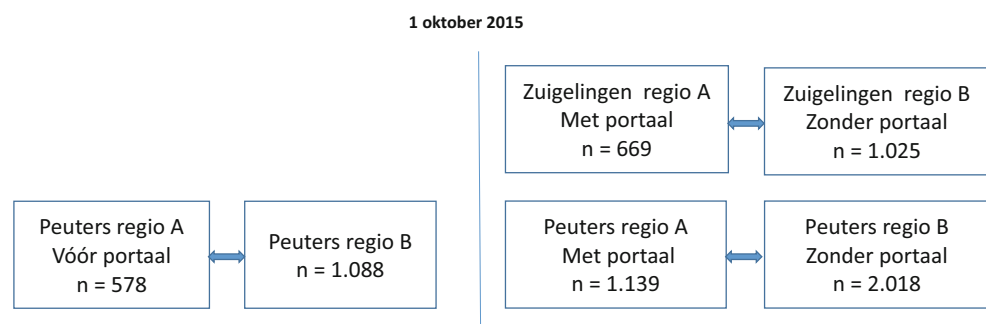 1 oktober 2015
Zuigelingen regio A
Met portaal
n = 669
Zuigelingen regio B
Zonder portaal
n = 1.025
Peuters regio A
Vóór portaal
n = 578
Peuters regio B
n = 1.088
Peuters regio A
Met portaal
n = 1.139
Peuters regio B
Zonder portaal
n = 2.018